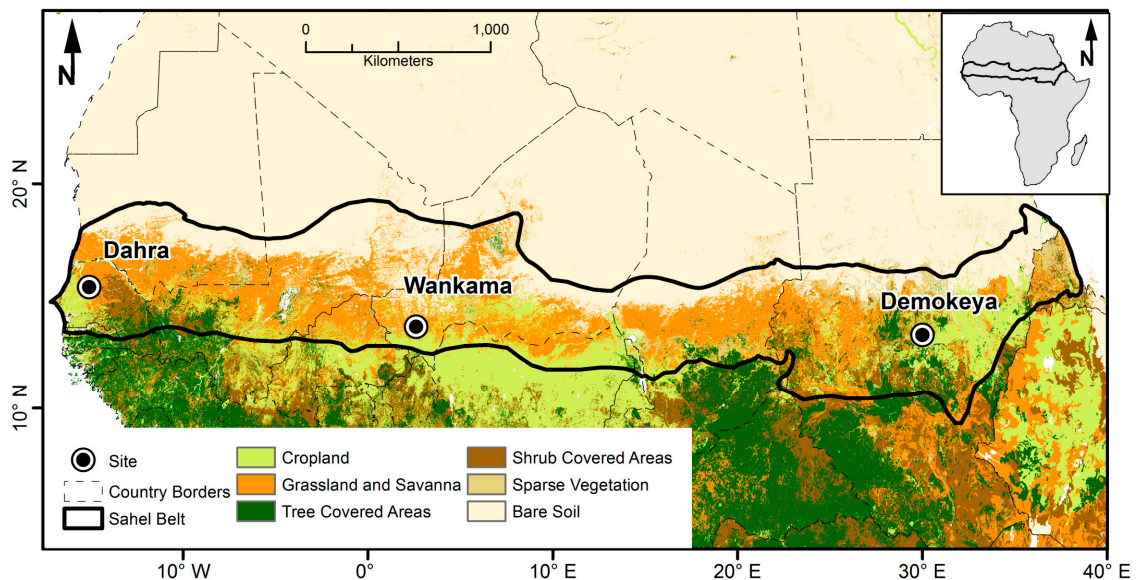 0
1,000
Kilometers
N
N
20° N
10° N
Dahra
Wankama
Demokeya
Site
Country Borders
Sahel Belt
Cropland
Grassland and Savanna
Tree Covered Areas
Shrub Covered Areas
Sparse Vegetation
Bare Soil
10° W
0°
10° E
20° E
30° E
40° E